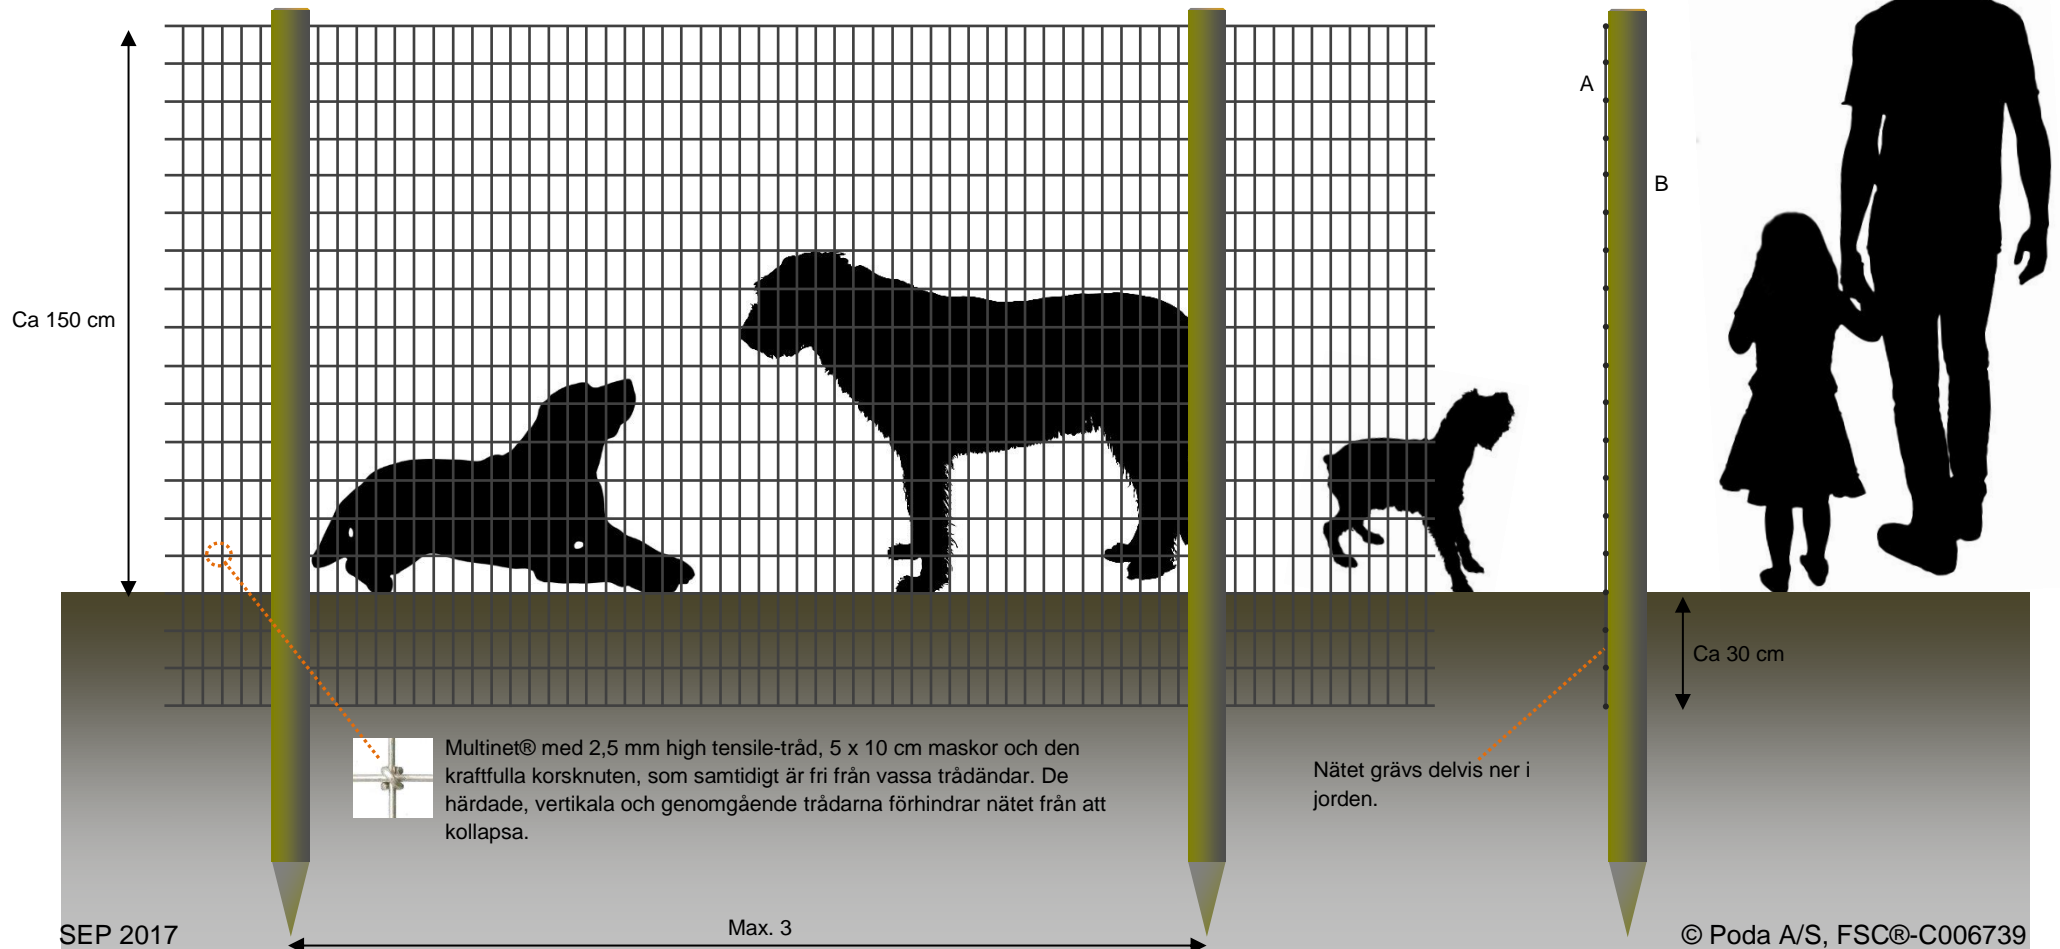 A
B
Ca 150 cm
Ca 30 cm
Multinet® med 2,5 mm high tensile-tråd, 5 x 10 cm maskor och den
kraftfulla korsknuten, som samtidigt är fri från vassa trådändar. De
härdade, vertikala och genomgående trådarna förhindrar nätet från att
kollapsa.
Nätet grävs delvis ner i
jorden.
Max. 3
SEP 2017
© Poda A/S, FSC®-C006739